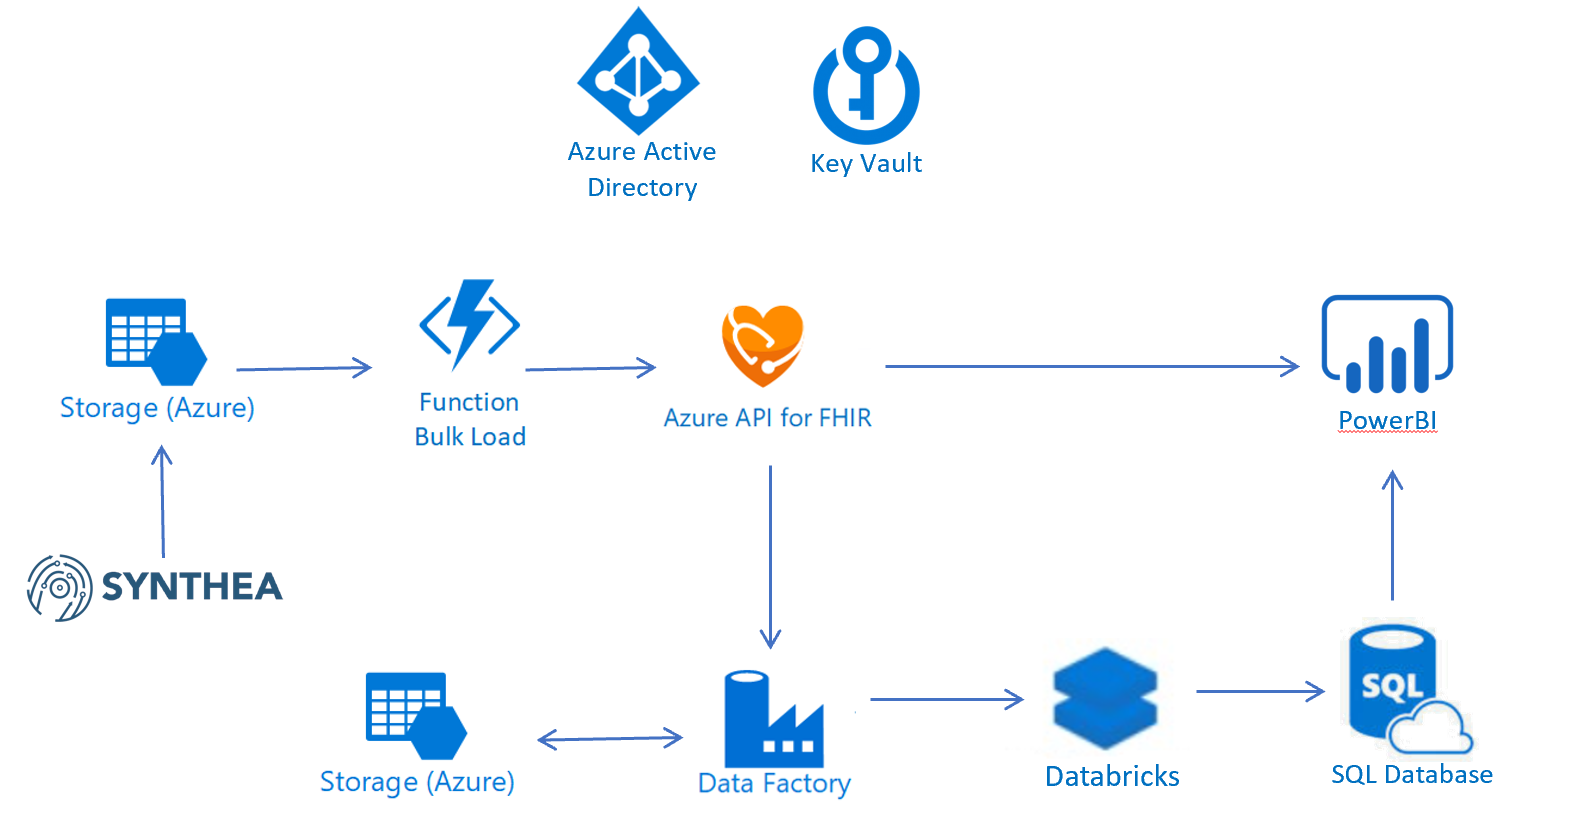 Azure Active
Directory
Key Vault
Storage (Azure)
Function
Bulk Load
Azure API for FHIR
PowerBI
SYNTHEA
Storage (Azure)
Data Factory
Databricks
SQL
SQL Database